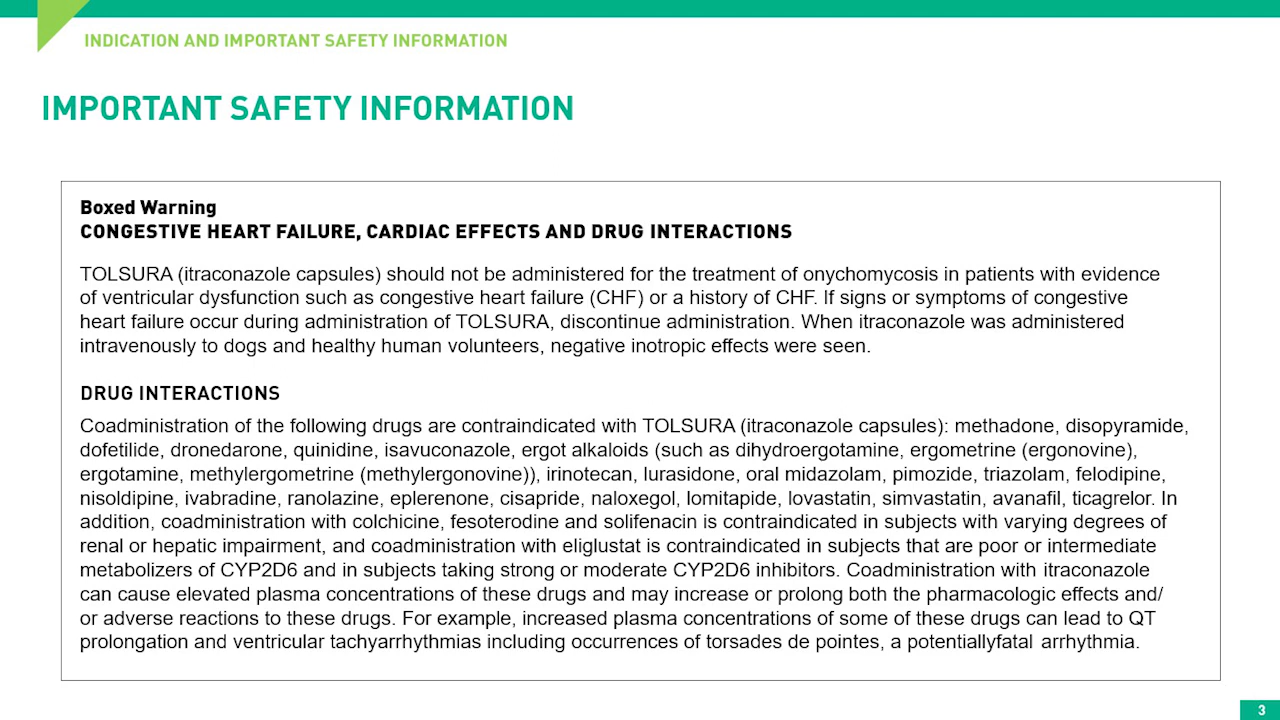 INDICATION AND IMPORTANT SAFETY INFORMATION
IMPORTANT SAFETY INFORMATION
Boxed Warning
CONGESTIVE HEART FAILURE, CARDIAC EFFECTS AND DRUG INTERACTIONS
TOLSURA (itraconazole capsules) should not be administered for the treatment of onychomycosis in patients with evidence
of ventricular dysfunction such as congestive heart failure (CHF) or a history of CHF. If signs or symptoms of congestive
heart failure occur during administration of TOLSURA, discontinue administration. When itraconazole was administered
intravenously to dogs and healthy human volunteers, negative inotropic effects were seen.
DRUG INTERACTIONS
Coadministration of the following drugs are contraindicated with TOLSURA (itraconazole capsules): methadone, disopyramide,
dofetilide, dronedarone, quinidine, isavuconazole, ergot alkaloids (such as dihydroergotamine, ergometrine (ergonovine),
ergotamine, methylergometrine (methylergonovine)), irinotecan, lurasidone, oral midazolam, pimozide, triazolam, felodipine,
nisoldipine, ivabradine, ranolazine, eplerenone, cisapride, naloxegol, lomitapide, lovastatin, simvastatin, avanafil, ticagrelor. In
addition, coadministration with colchicine, fesoterodine and solifenacin is contraindicated in subjects with varying degrees of
renal or hepatic impairment, and coadministration with eliglustat is contraindicated in subjects that are poor or intermediate
metabolizers of CYP2D6 and in subjects taking strong or moderate CYP2D6 inhibitors. Coadministration with itraconazole
can cause elevated plasma concentrations of these drugs and may increase or prolong both the pharmacologic effects and/
or adverse reactions to these drugs. For example, increased plasma concentrations of some of these drugs can lead to QT
prolongation and ventricular tachyarrhythmias including occurrences of torsades de pointes, a potentiallyfatal arrhythmia.
3